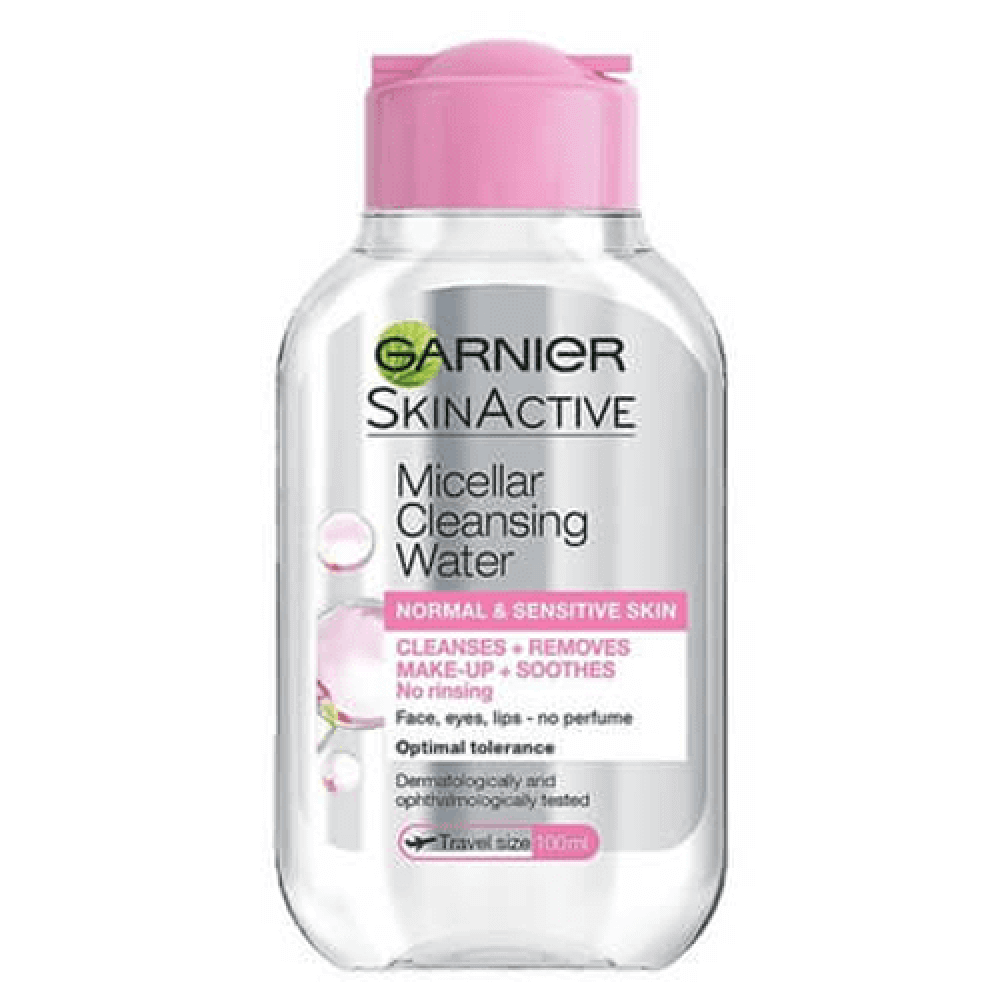 GARNIER
SKINACTIVE
Micellar
Cleansing
Water
NORMAL & SENSITIVE SKIN
CLEANSES + REMOVES
MAKE-UP + SOOTHES
No rinsing
Face, eyes, lips - no perfume
Optimal tolerance
Dermatologically and
ophthalmologically tested
Travel size 100ml